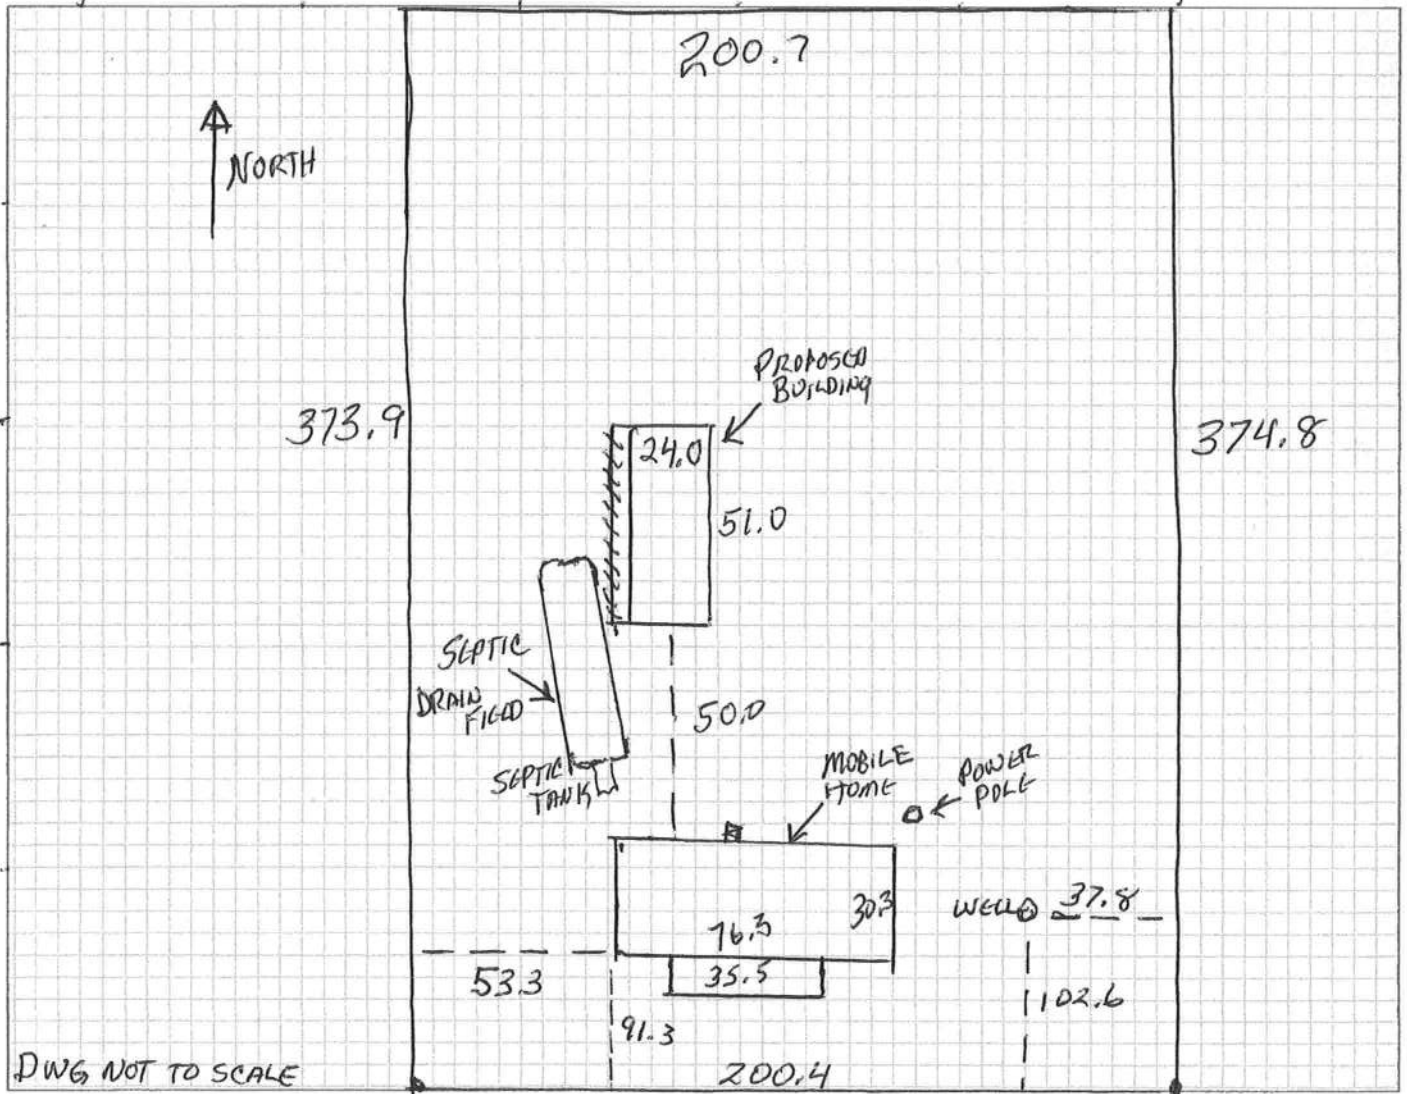 200.7
NORTH
PROPOSED
BUILDING
373.9
374.8
24.0
51.0
SEPTIC
DRAIN
FIELD
50.0
SEPTIC
TANK
MOBILE
HOME
POWER
POLE
30.3
WELL
37.8
76.3
35.5
53.3
102.6
91.3
DWG NOT TO SCALE
200.4